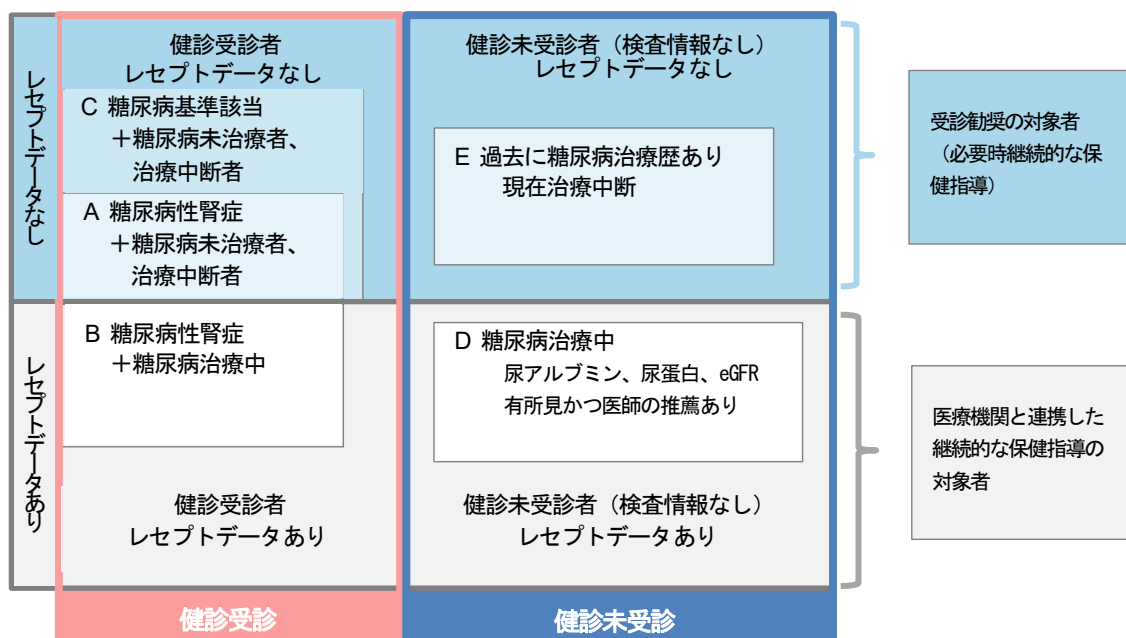 レセプトデータなし
健診受診者
レセプトデータなし
C 糖尿病基準該当
＋糖尿病未治療者、
治療中断者
A 糖尿病性腎症
＋糖尿病未治療者、
治療中断者
健診未受診者（検査情報なし）
レセプトデータなし
E 過去に糖尿病治療歴あり
現在治療中断
受診勧奨の対象者
（必要時継続的な保
健指導）
レセプトデータあり
B 糖尿病性腎症
＋糖尿病治療中
健診受診者
レセプトデータあり
D 糖尿病治療中
尿アルブミン、尿蛋白、eGFR
有所見かつ医師の推薦あり
健診未受診者（検査情報なし）
レセプトデータあり
医療機関と連携した
継続的な保健指導の
対象者
健診受診
健診未受診